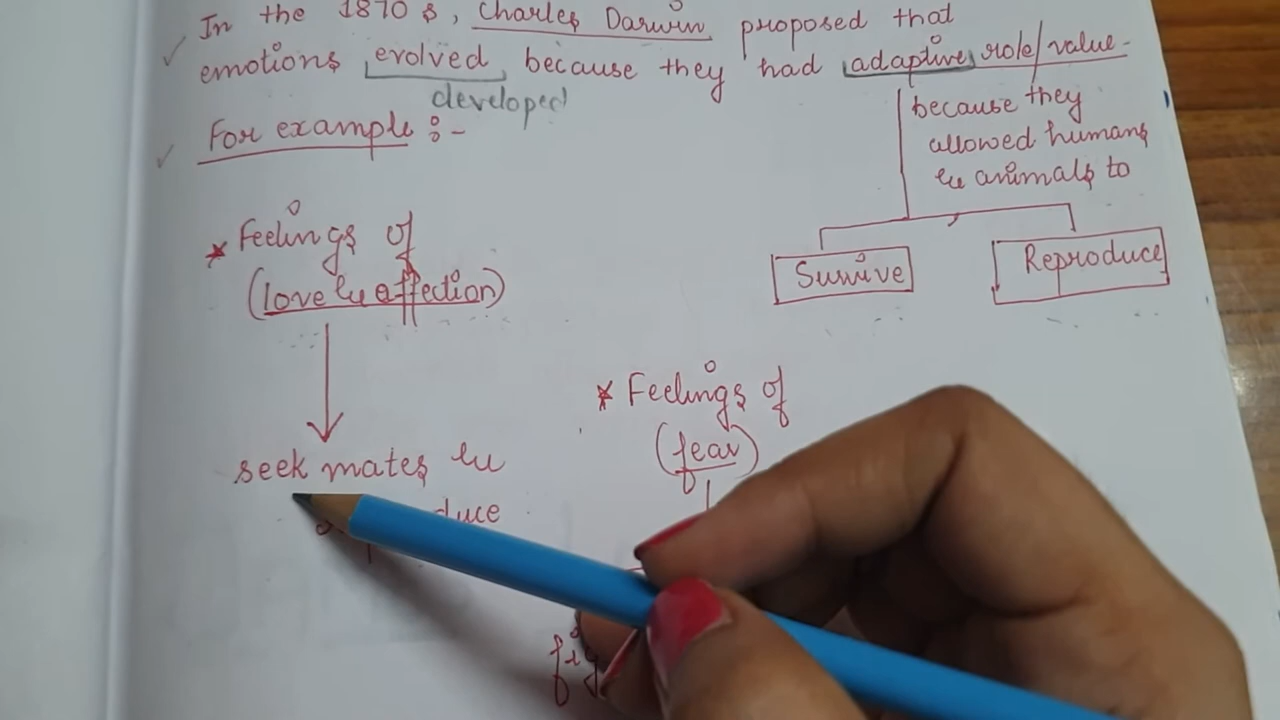 In the 1870s, Charles Darwin proposed that
emotions evolved because they had adaptive role/value-
developed
because they
allowed humans
& animals to
Survive
Reproduce
For example :-
* Feelings of
(love & affection)
seek mates &
* Feelings of
(fear)